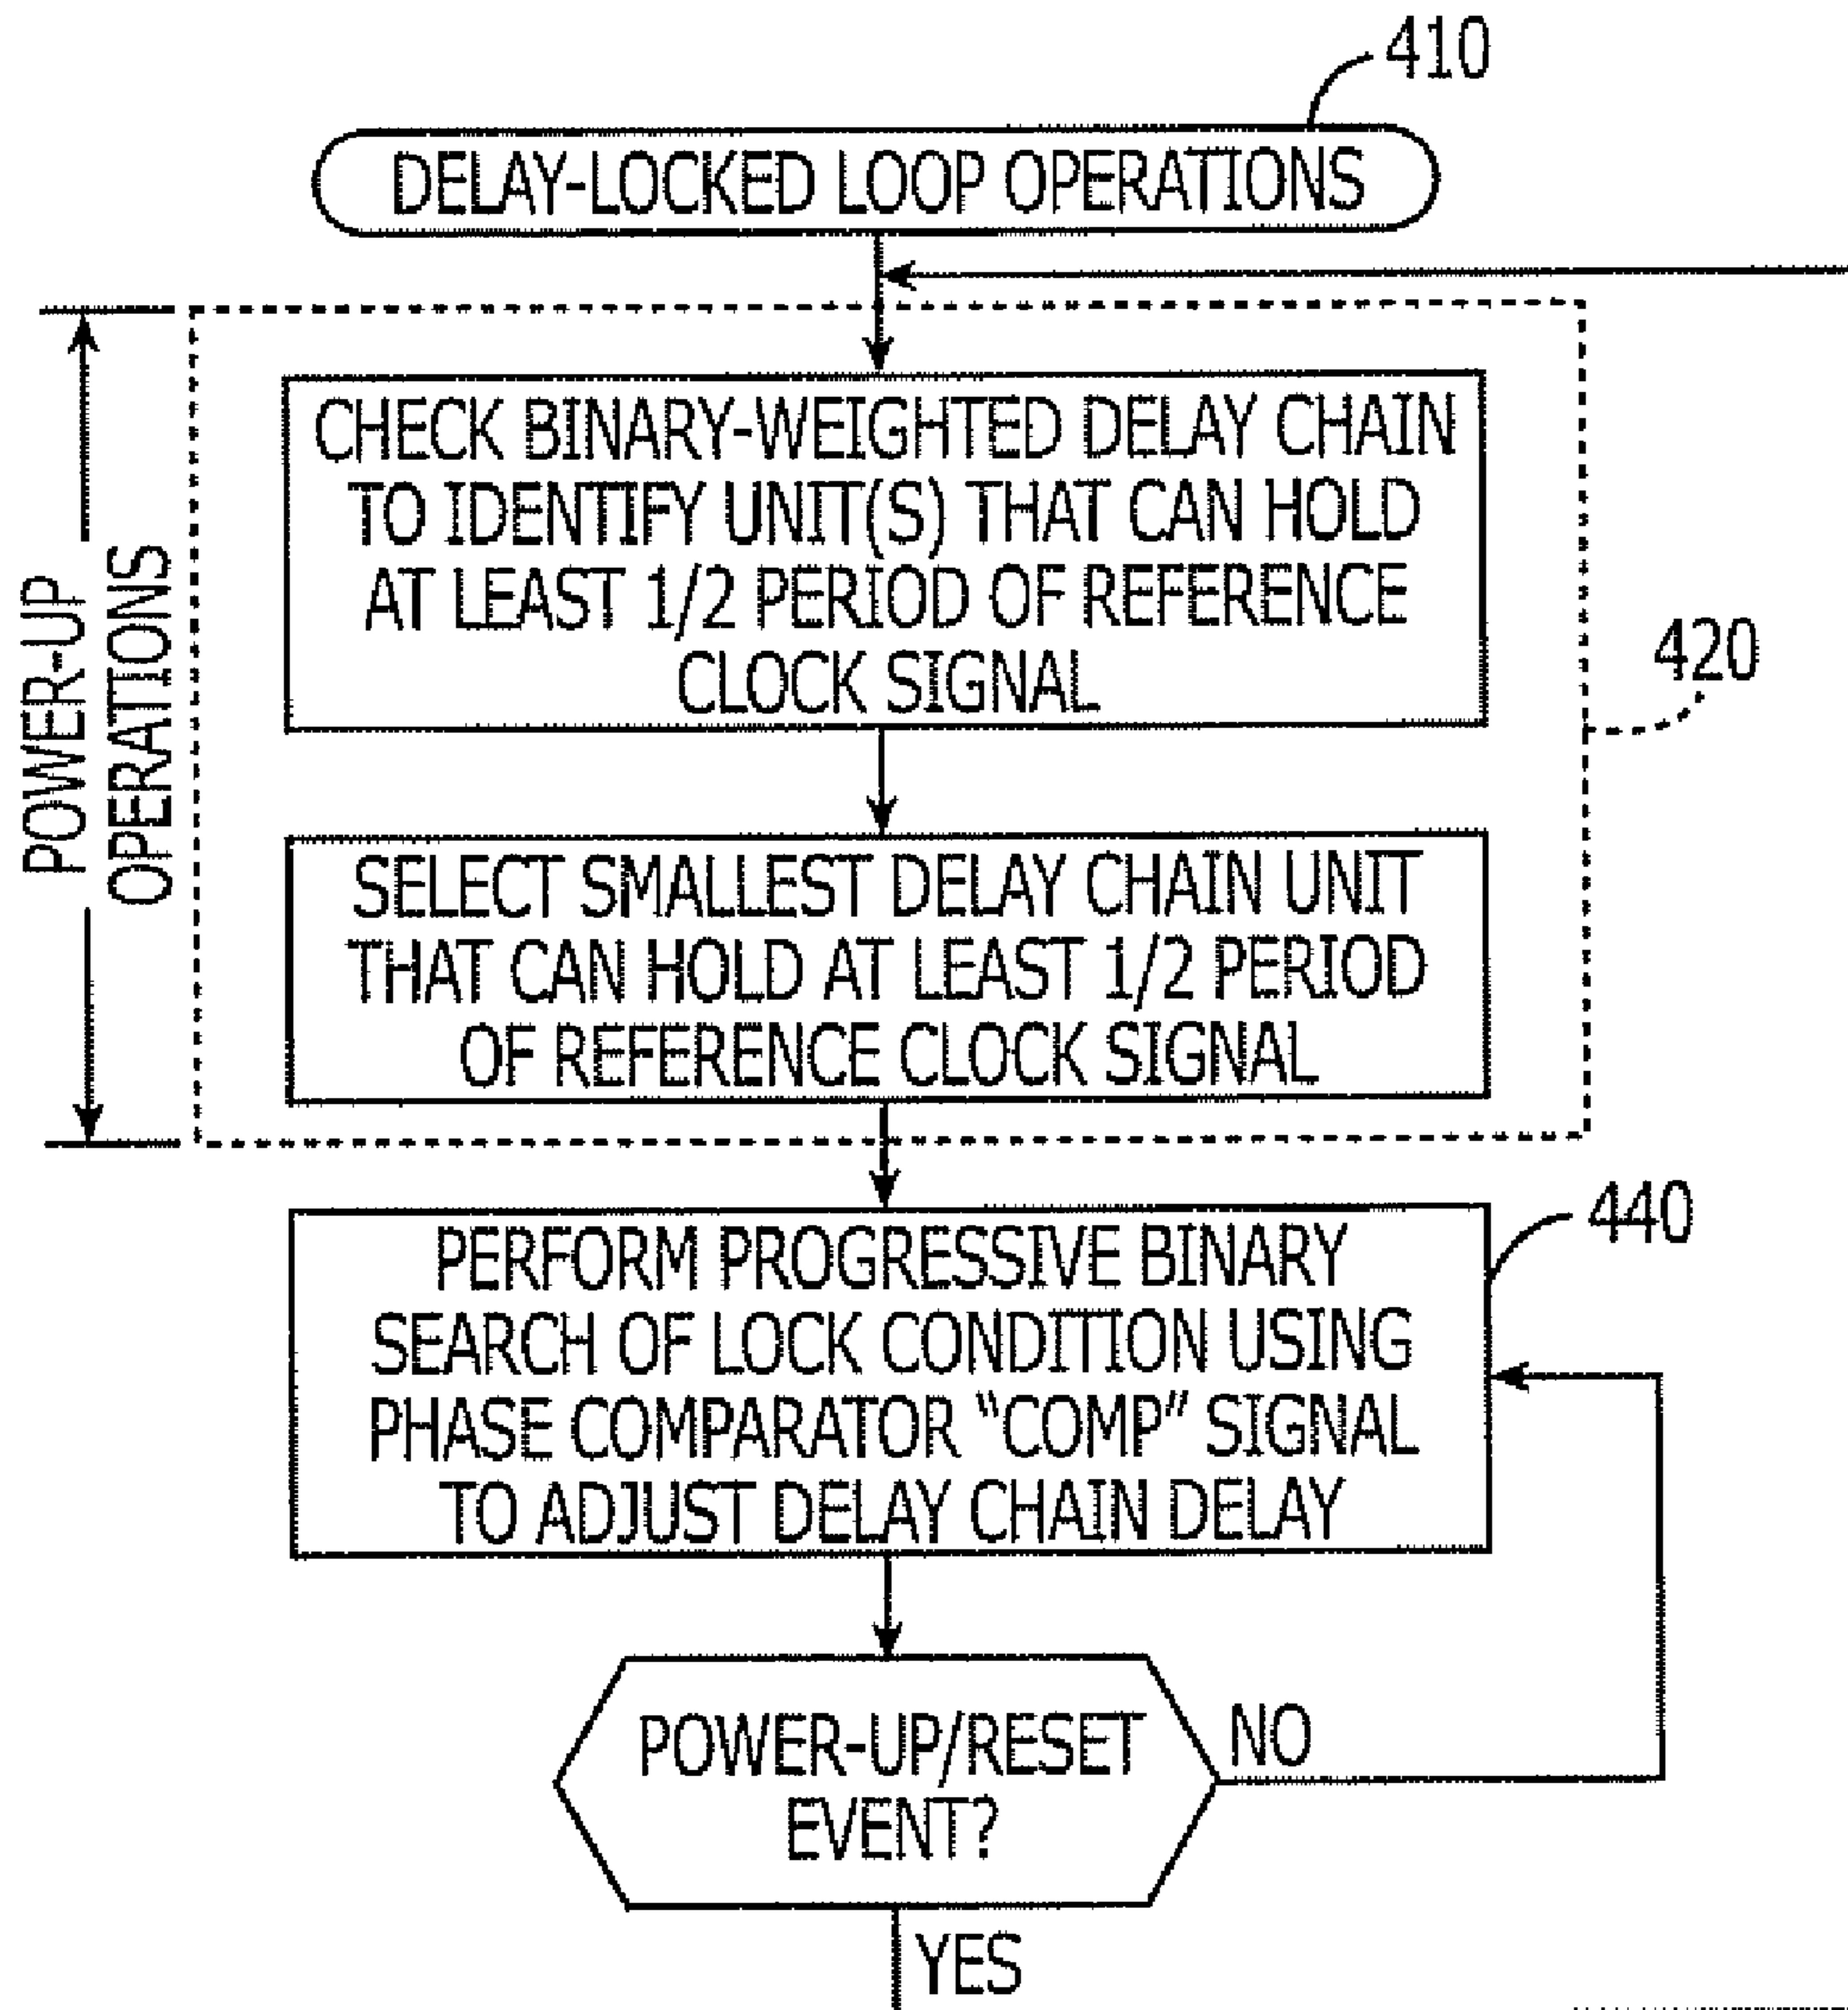 410
DELAY-LOCKED LOOP OPERATIONS
POWER-UP
OPERATIONS
CHECK BINARY-WEIGHTED DELAY CHAIN
TO IDENTIFY UNIT(S) THAT CAN HOLD
AT LEAST 1/2 PERIOD OF REFERENCE
CLOCK SIGNAL
420
SELECT SMALLEST DELAY CHAIN UNIT
THAT CAN HOLD AT LEAST 1/2 PERIOD
OF REFERENCE CLOCK SIGNAL
440
PERFORM PROGRESSIVE BINARY
SEARCH OF LOCK CONDITION USING
PHASE COMPARATOR “COMP” SIGNAL
TO ADJUST DELAY CHAIN DELAY
POWER-UP/RESET
EVENT?
NO
YES